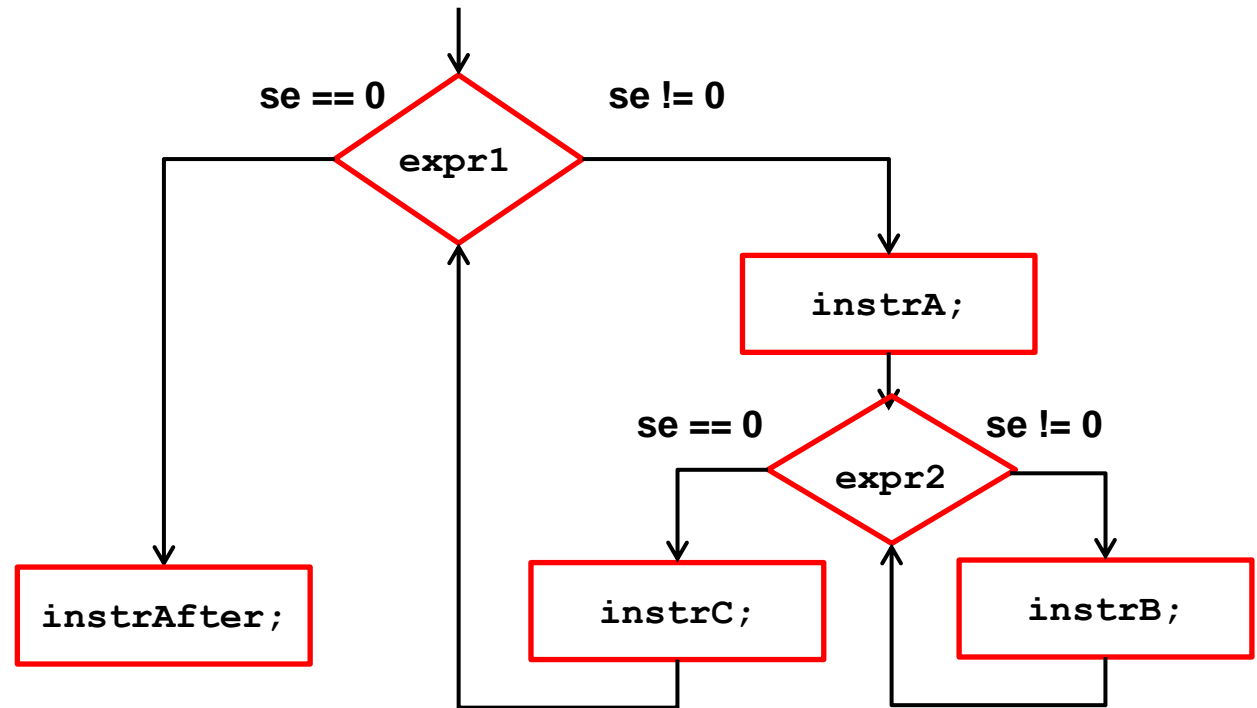 se == 0
se != 0
expr1
instrA;
se == 0
se != 0
expr2
instrAfter;
instrC;
instrB;